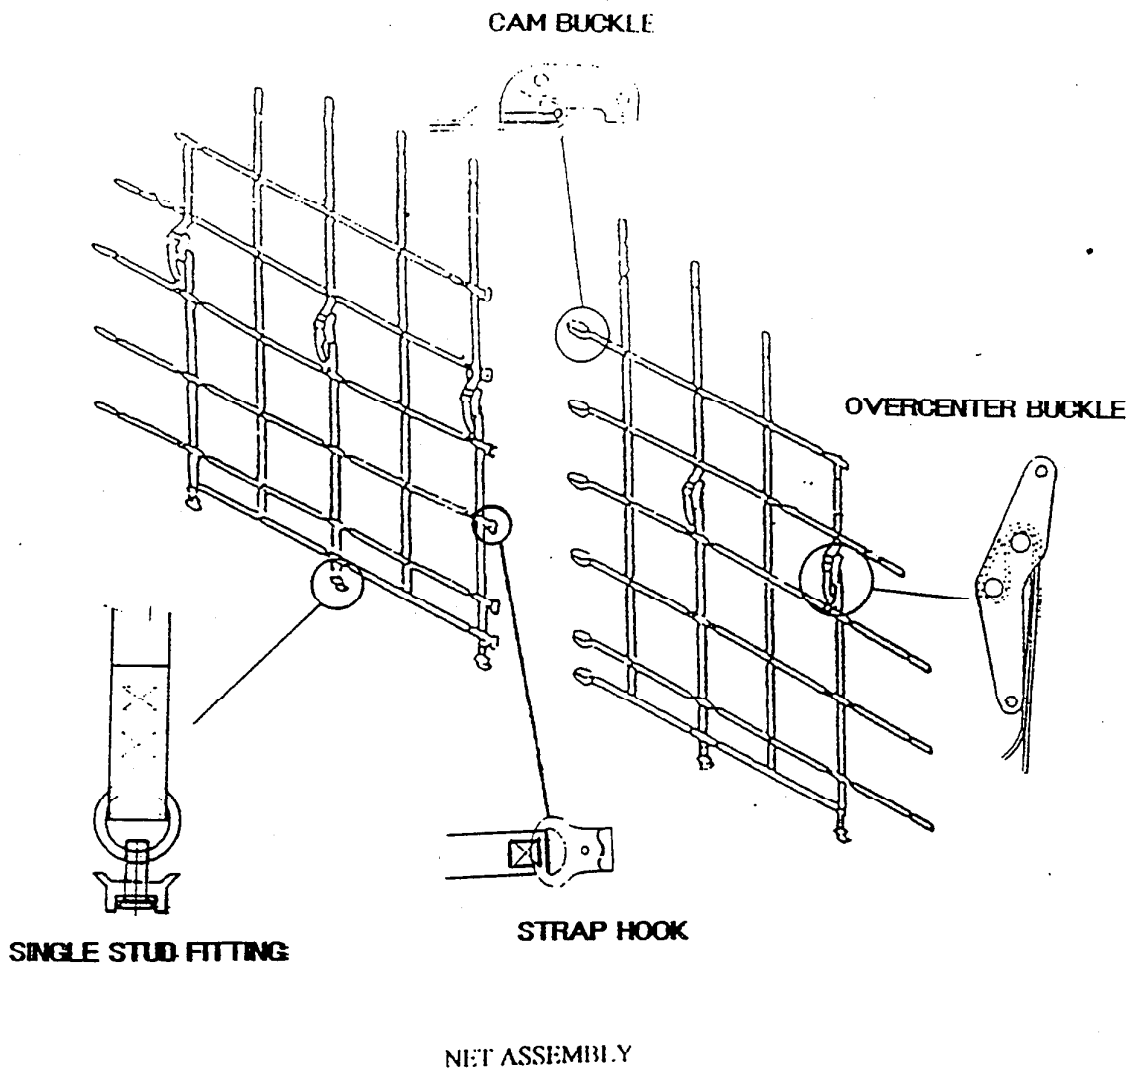 CAM BUCKLE
OVERCENTER BUCKLE
STRAP HOOK
SINGLE STUD FITTING
NET ASSEMBLY